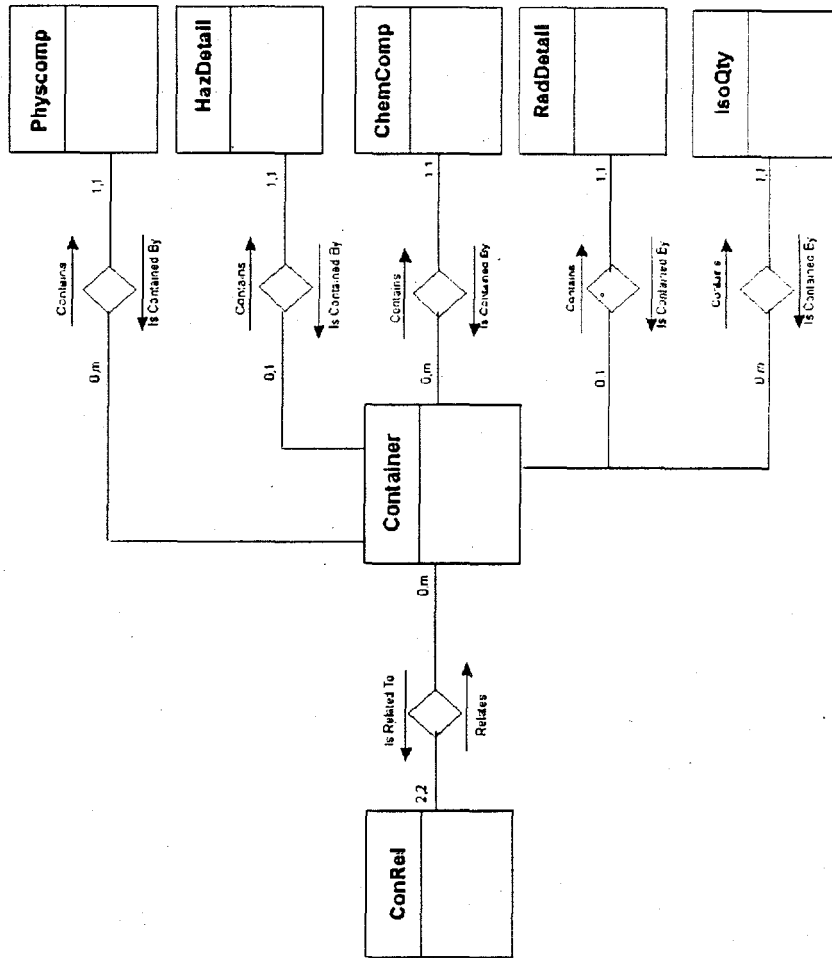 Physcomp
1,1
Contains
Is Contained By
0,m
HazDetail
1,1
Contains
Is Contained By
0,1
ChemComp
1,1
Contains
Is Contained By
0,m
RadDetail
1,1
Contains
Is Contained By
0,1
IsoQty
1,1
Contains
Is Contained By
0,m
Container
0,m
Is Related To
Relates
2,2
ConRel